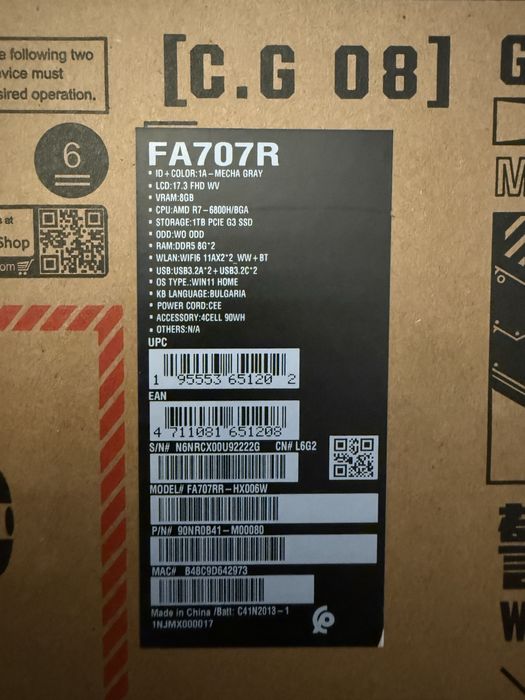 e following two
vice must
sired operation.
[C.G 08]
G
6
s at
Shop
om
M
FA707R
• ID + COLOR:1A - MECHA GRAY
• LCD:17.3 FHD WV
• VRAM:8GB
• CPU:AMD R7-6800H/BGA
• STORAGE:1TB PCIE G3 SSD
• ODD:WO ODD
• RAM:DDR5 8G*2
• WLAN:WIFI6 11AX2*2_WW+BT
• USB:USB3.2A*2+USB3.2C*2
• OS TYPE:WIN11 HOME
• KB LANGUAGE:BULGARIA
• POWER CORD:CEE
• ACCESSORY:4CELL 90WH
• OTHERS:N/A
UPC
1 95553 65120 2
EAN
4 711081 651208
S/N# N6NRCX00U92222G CN# L6G2
MODEL# FA707RR-HX006W
P/N# 90NR0B41-M00080
MAC# B48C9D642973
Made in China /Batt: C41N2013-1
1NJMX000017
W